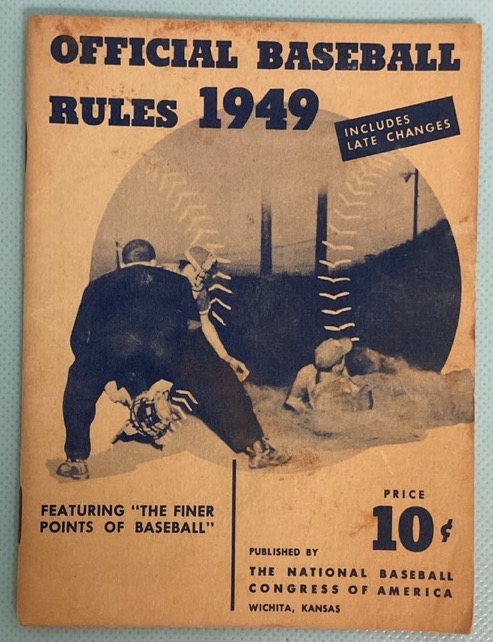 OFFICIAL BASEBALL
RULES 1949
INCLUDES
LATE CHANGES
FEATURING "THE FINER
POINTS OF BASEBALL"
PRICE
10¢
PUBLISHED BY
THE NATIONAL BASEBALL
CONGRESS OF AMERICA
WICHITA, KANSAS